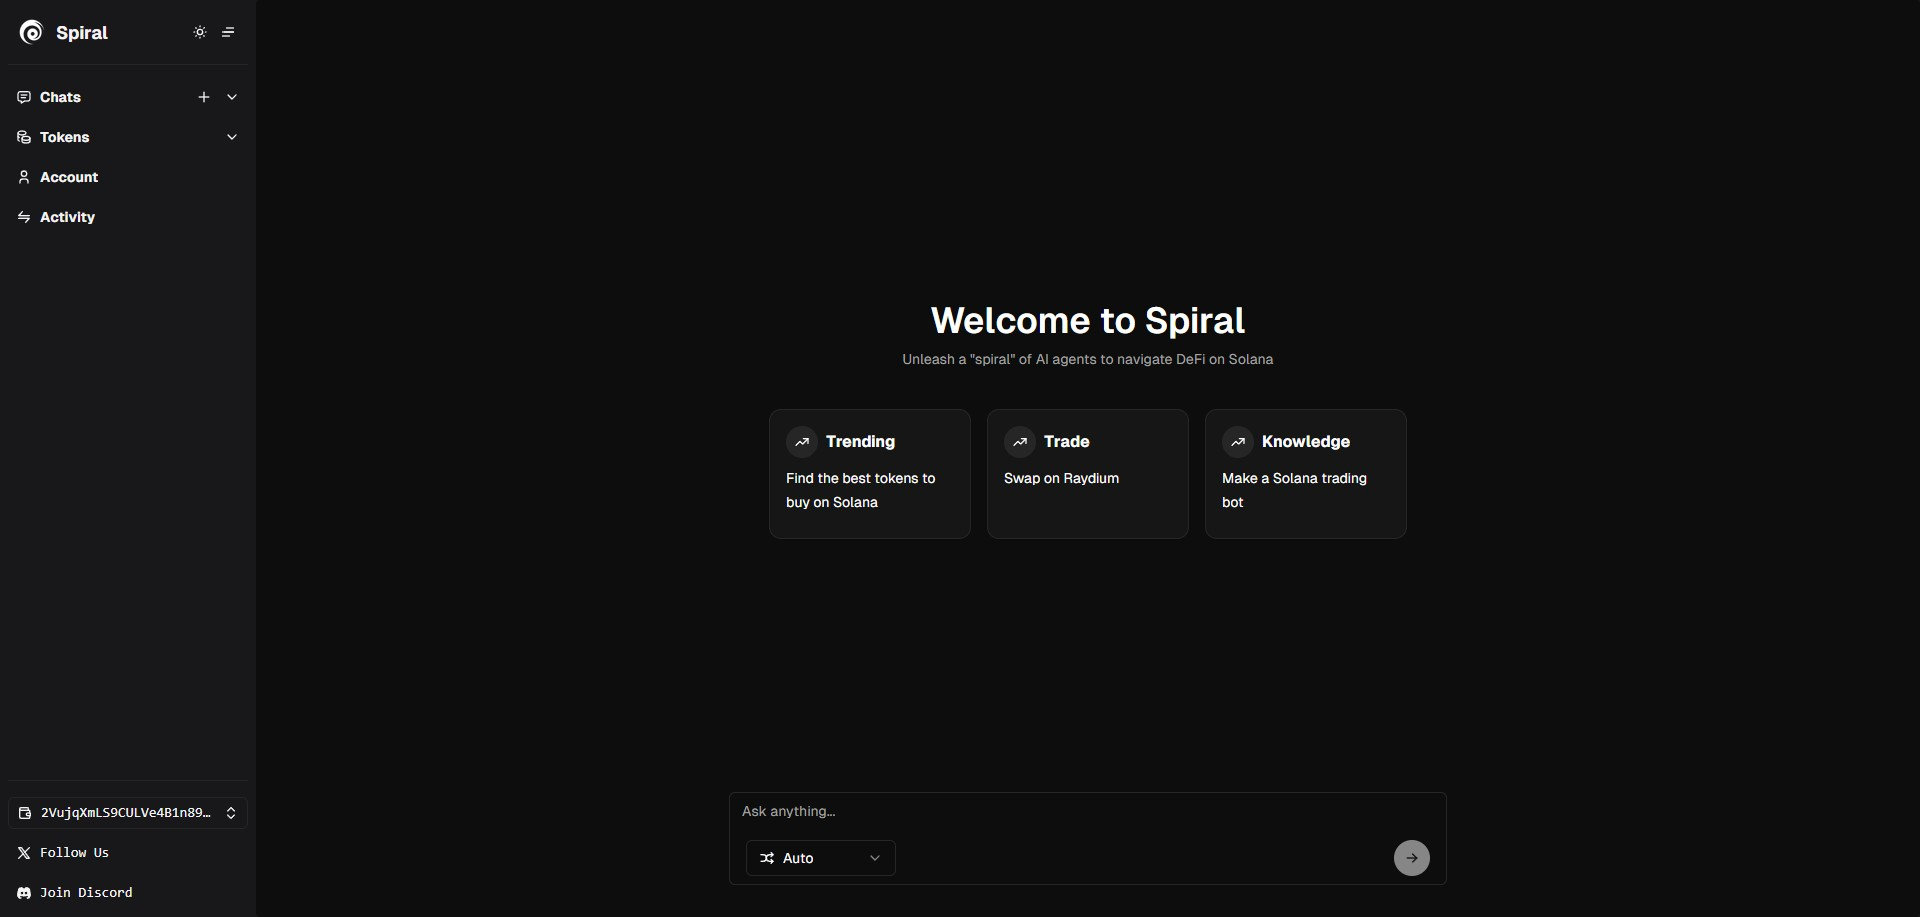 Spiral
Chats
Tokens
Account
Activity
Welcome to Spiral
Unleash a "spiral" of AI agents to navigate DeFi on Solana
Trending
Find the best tokens to
buy on Solana
Trade
Swap on Raydium
Knowledge
Make a Solana trading
bot
Ask anything...
Auto
2VujqXmLS9CULVe4B1n89...
Follow Us
Join Discord